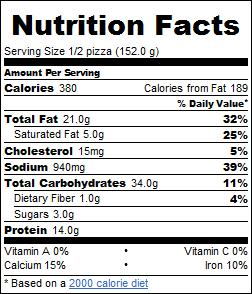 Nutrition Facts
Serving Size 1/2 pizza (152.0 g)
Amount Per Serving
Calories 380 Calories from Fat 189
% Daily Value*
Total Fat 21.0g 32%
Saturated Fat 5.0g 25%
Cholesterol 15mg 5%
Sodium 940mg 39%
Total Carbohydrates 34.0g 11%
Dietary Fiber 1.0g 4%
Sugars 3.0g
Protein 14.0g
Vitamin A 0% • Vitamin C 0%
Calcium 15% • Iron 10%
* Based on a 2000 calorie diet